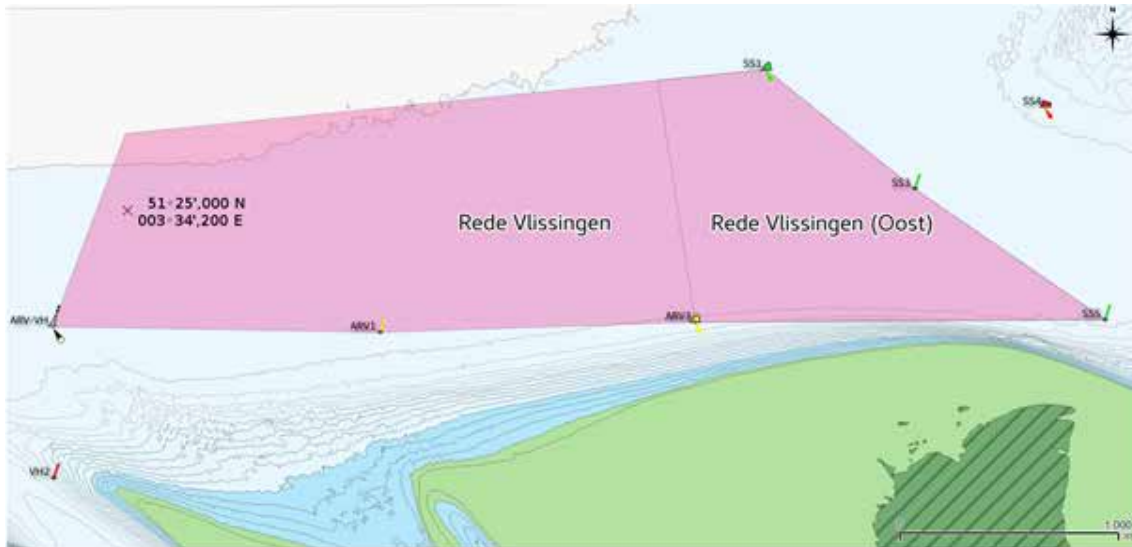 N
SS1
SS4
SS3
51°25',000 N
003°34',200 E
Rede Vlissingen
Rede Vlissingen (Oost)
ARV-VH
ARV1
ARV3
SS5
VH2
1 000